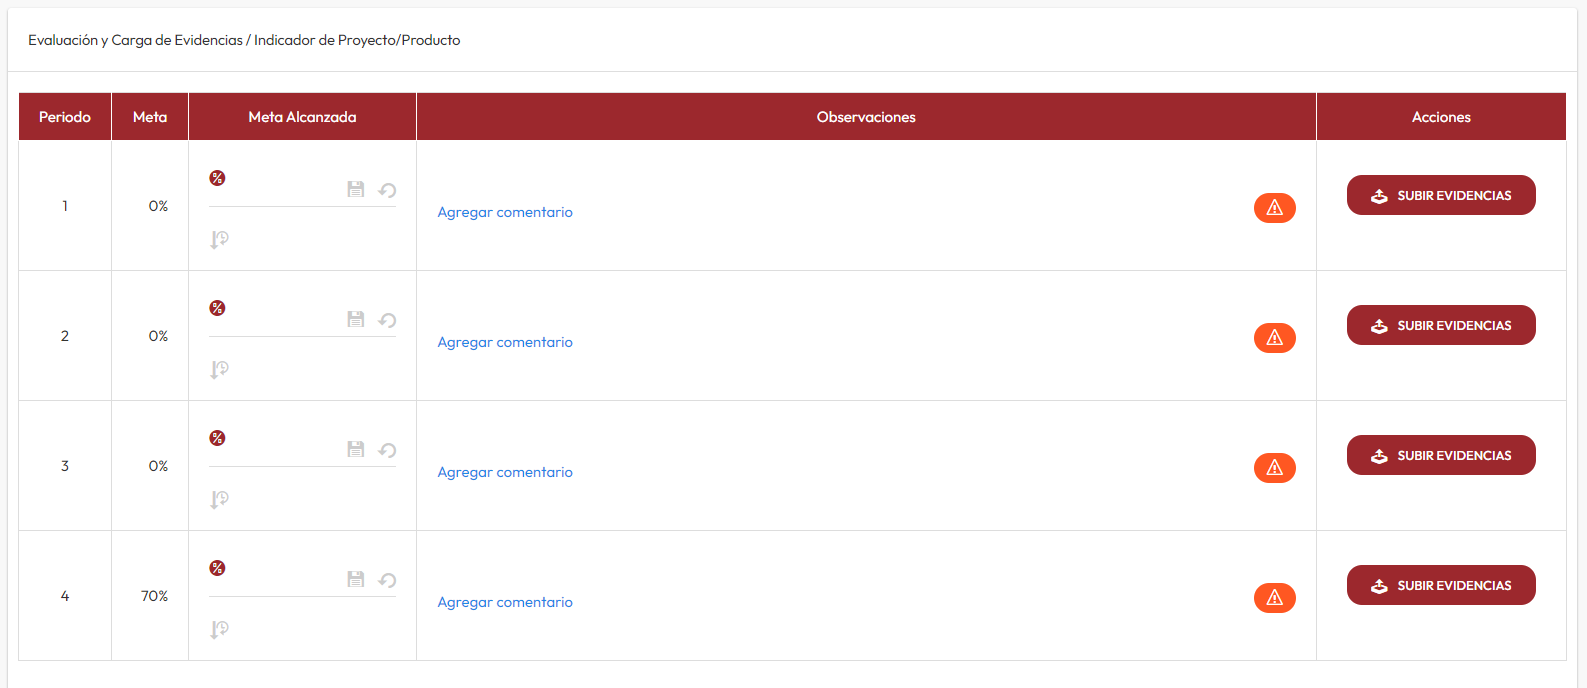 Evaluación y Carga de Evidencias / Indicador de Proyecto/Producto
Periodo Meta Meta Alcanzada Observaciones Acciones
1 0% Agregar comentario SUBIR EVIDENCIAS
2 0% Agregar comentario SUBIR EVIDENCIAS
3 0% Agregar comentario SUBIR EVIDENCIAS
4 70% Agregar comentario SUBIR EVIDENCIAS